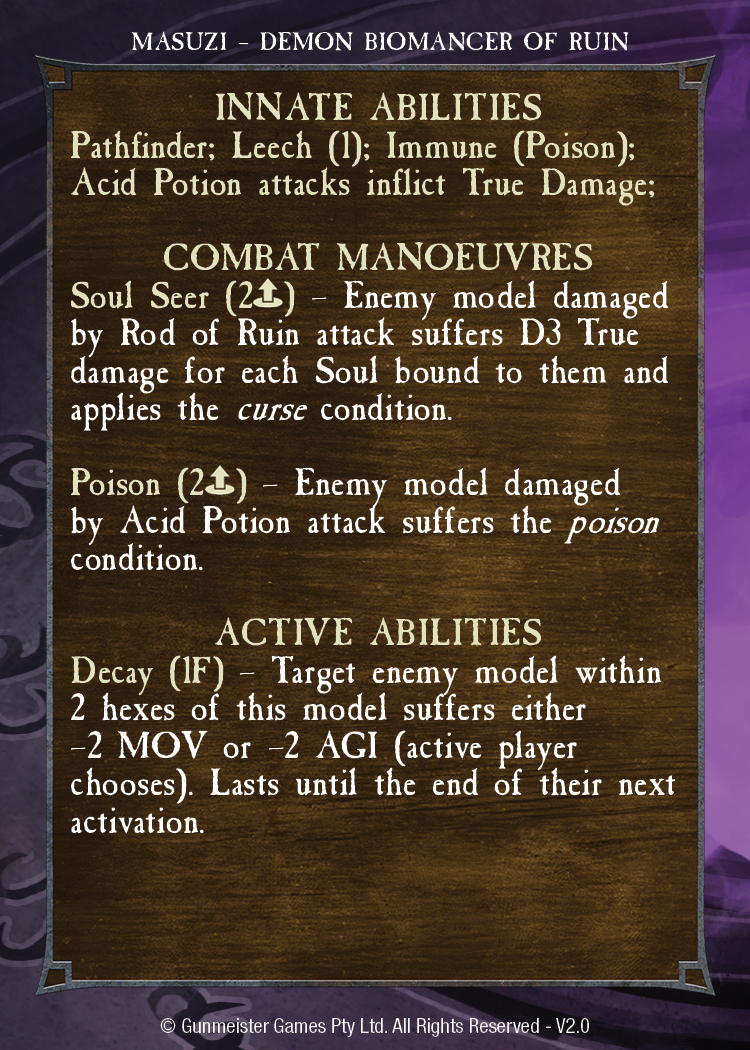 MASUZI – DEMON BIOMANCER OF RUIN
INNATE ABILITIES
Pathfinder; Leech (1); Immune (Poison);
Acid Potion attacks inflict True Damage;
COMBAT MANOEUVRES
Soul Seer (2) – Enemy model damaged
by Rod of Ruin attack suffers D3 True
damage for each Soul bound to them and
applies the curse condition.
Poison (2) – Enemy model damaged
by Acid Potion attack suffers the poison
condition.
ACTIVE ABILITIES
Decay (1F) – Target enemy model within
2 hexes of this model suffers either
–2 MOV or –2 AGI (active player
chooses). Lasts until the end of their next
activation.
© Gunmeister Games Pty Ltd. All Rights Reserved - V2.0